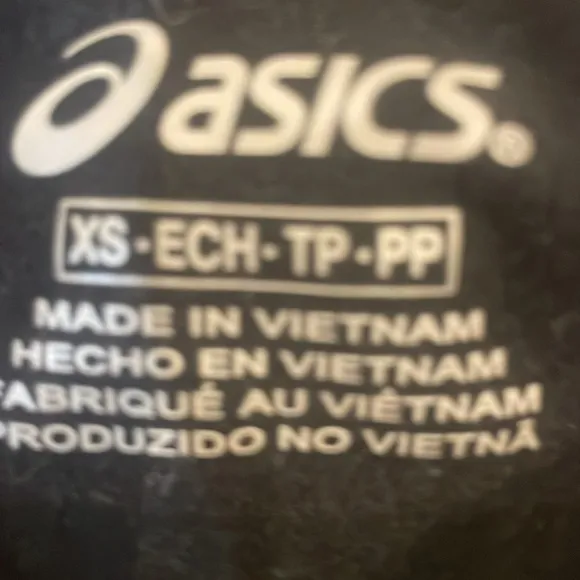 asics®
XS-ECH-TP-PP
MADE IN VIETNAM
HECHO EN VIETNAM
FABRIQUÉ AU VIÊTNAM
PRODUZIDO NO VIETNÃ